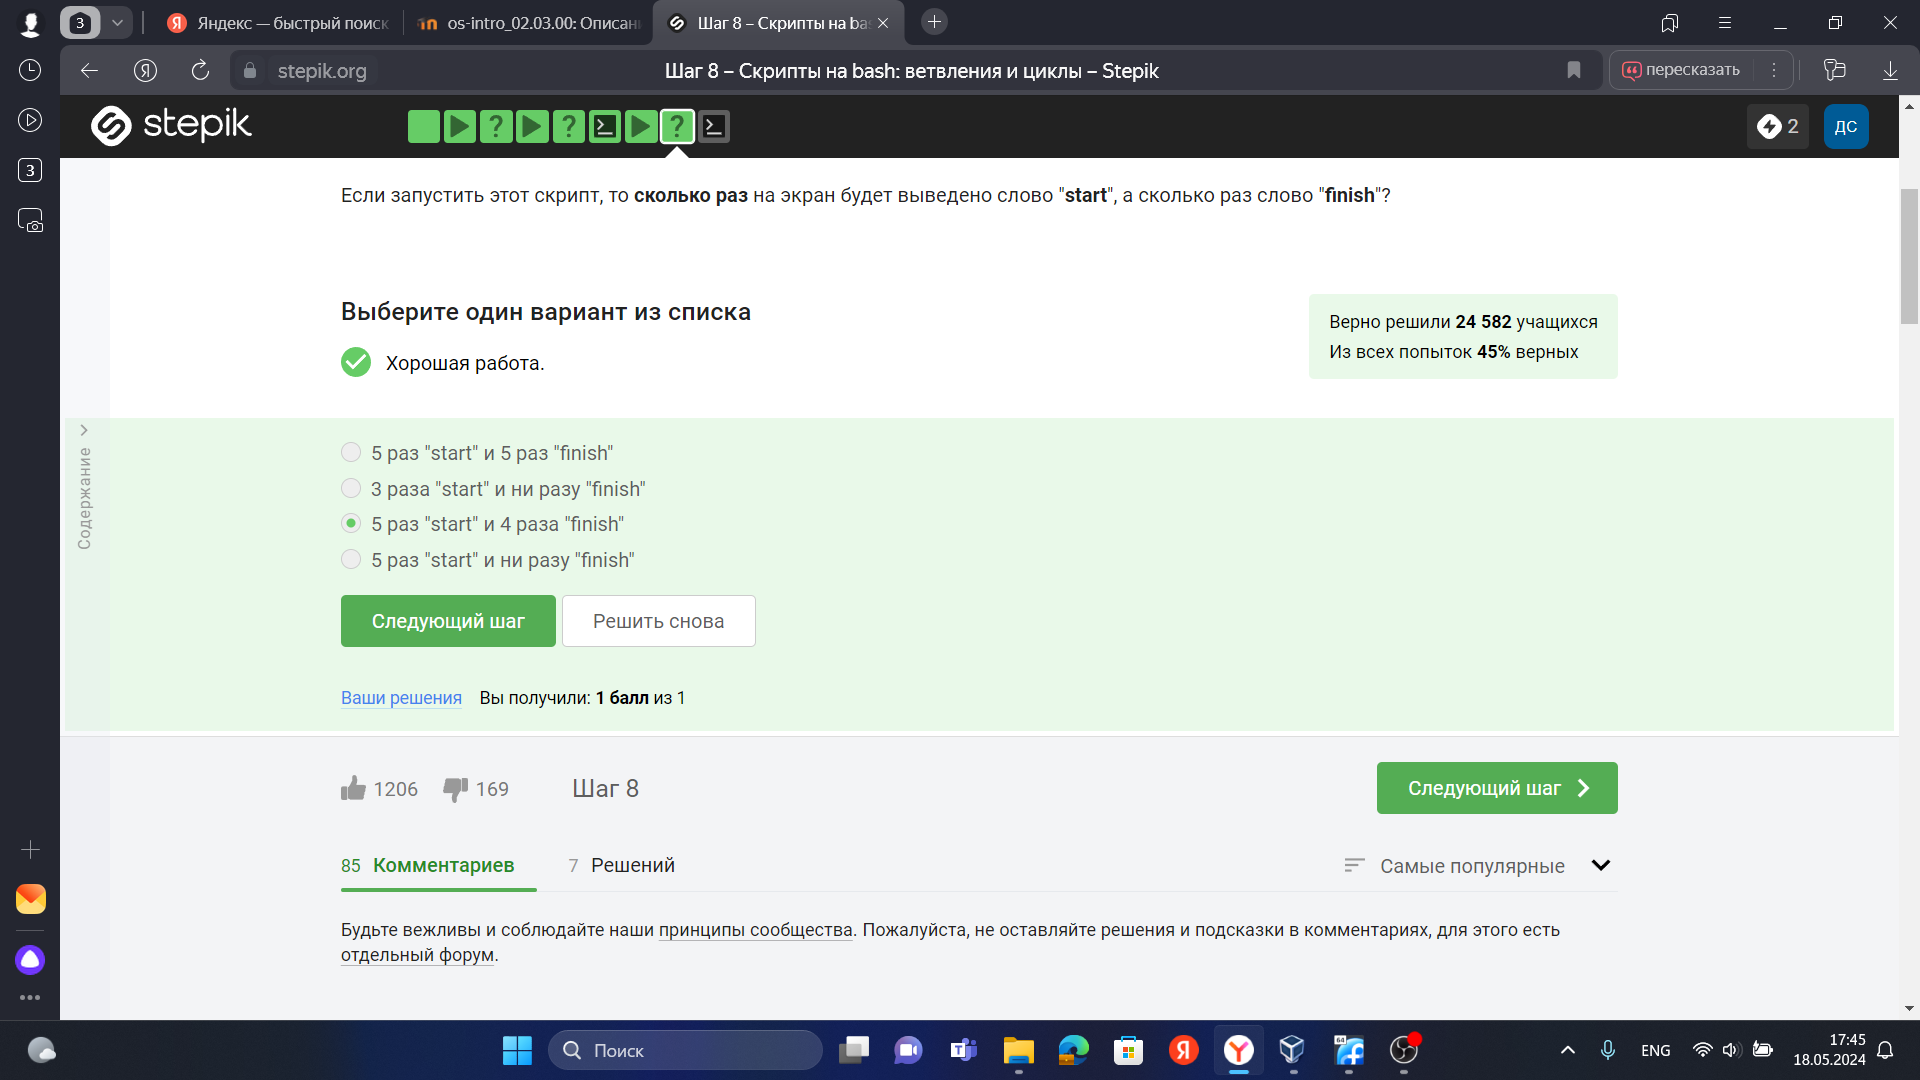 3
Яндекс — быстрый поиск
os-intro_02.03.00: Описан
Шаг 8 – Скрипты на ba
stepik.org
Шаг 8 – Скрипты на bash: ветвления и циклы – Stepik
пересказать
3
stepik
2
ДС
Если запустить этот скрипт, то сколько раз на экран будет выведено слово "start", а сколько раз слово "finish"?
Выберите один вариант из списка
Хорошая работа.
Верно решили 24 582 учащихся
Из всех попыток 45% верных
Содержание
5 раз "start" и 5 раз "finish"
3 раза "start" и ни разу "finish"
5 раз "start" и 4 раза "finish"
5 раз "start" и ни разу "finish"
Следующий шаг
Решить снова
Ваши решения Вы получили: 1 балл из 1
1206 169 Шаг 8
Следующий шаг
85 Комментариев
7 Решений
Самые популярные
Будьте вежливы и соблюдайте наши принципы сообщества. Пожалуйста, не оставляйте решения и подсказки в комментариях, для этого есть
отдельный форум.
Поиск
ENG
17:45
18.05.2024